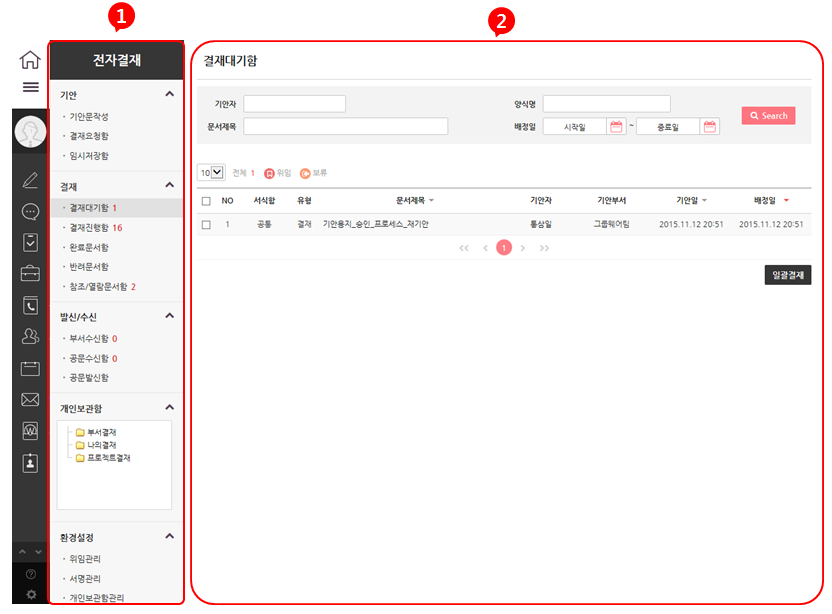 1
2
전자결재
기안
기안문작성
결재요청함
임시저장함
결재
결재대기함 1
결재진행함 16
완료문서함
반려문서함
참조/열람문서함 2
발신/수신
부서수신함 0
공문수신함 0
공문발신함
개인보관함
부서결재
나의결재
프로젝트결재
환경설정
위임관리
서명관리
개인보관함관리
결재대기함
기안자 양식명
문서제목 배정일 시작일 ~ 종료일
Search
10 전체 1 위임 보류
NO 서식함 유형 문서제목 기안자 기안부서 기안일 배정일
1 공통 결재 기안용지_승인_프로세스_재기안 통삼일 그룹웨어팀 2015.11.12 20:51 2015.11.12 20:51
1
일괄결재